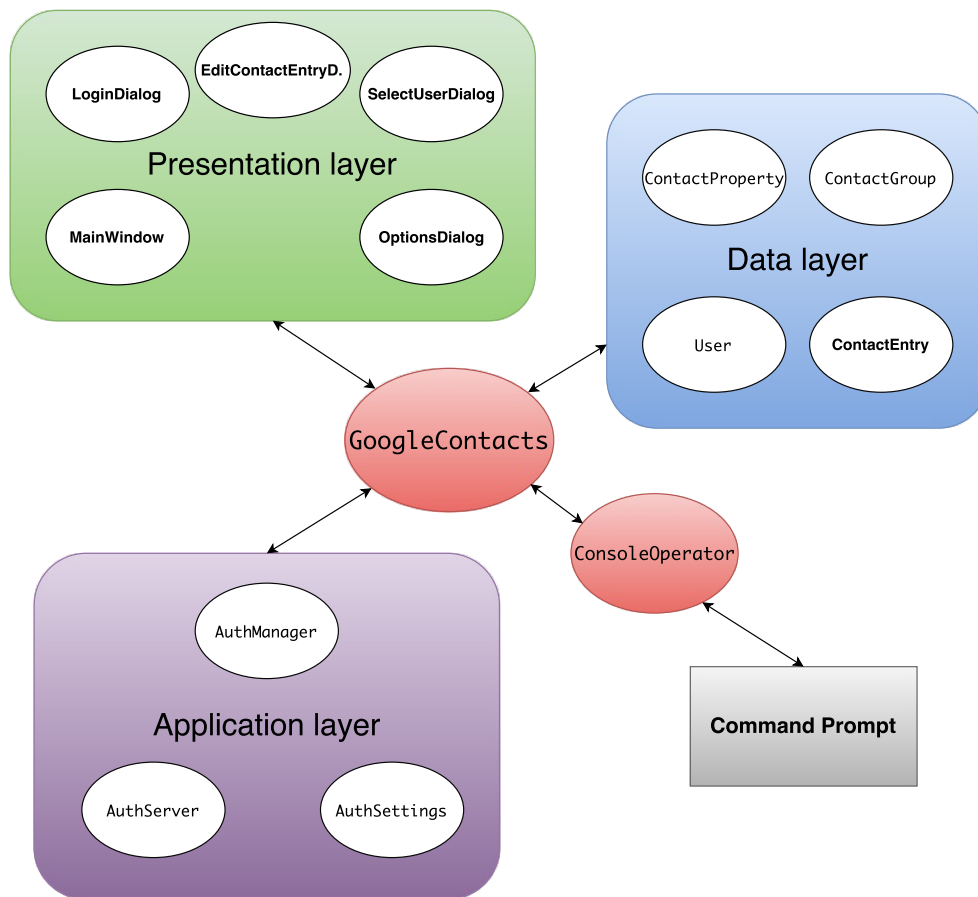 EditContactEntryD.
LoginDialog
SelectUserDialog
Presentation layer
MainWindow
OptionsDialog
ContactProperty
ContactGroup
Data layer
User
ContactEntry
GoogleContacts
ConsoleOperator
AuthManager
Application layer
AuthServer
AuthSettings
Command Prompt